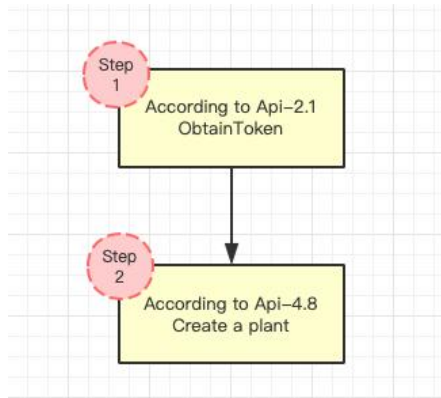 Step
1
According to Api-2.1
ObtainToken
Step
2
According to Api-4.8
Create a plant